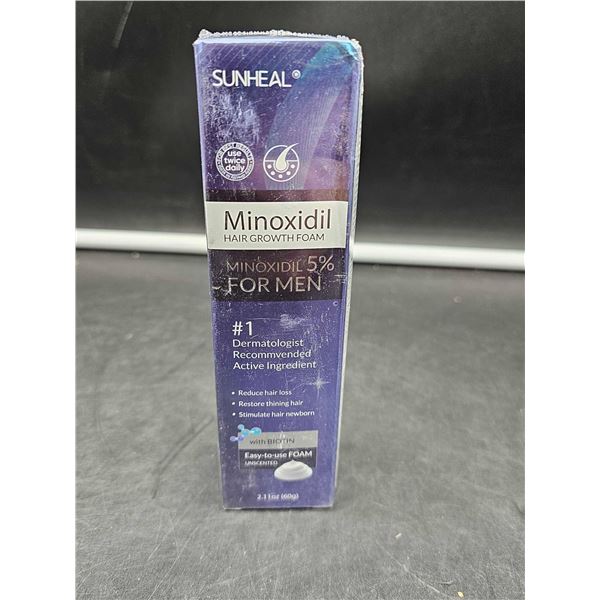 SUNHEAL®
use
twice
daily
Minoxidil
HAIR GROWTH FOAM
MINOXIDIL 5%
FOR MEN
#1
Dermatologist
Recommvended
Active Ingredient
• Reduce hair loss
• Restore thining hair
• Stimulate hair newborn
with BIOTIN
Easy-to-use FOAM
UNSCENTED
2.11oz (60g)